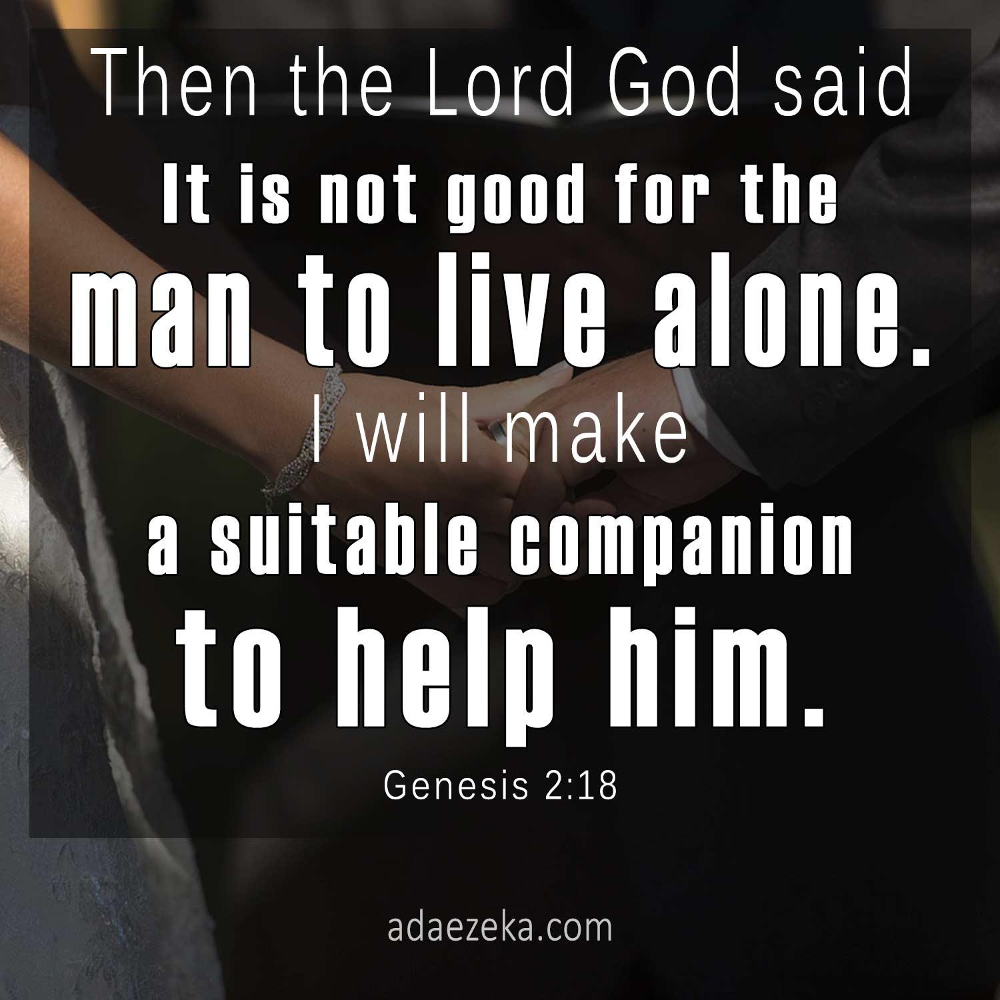 Then the Lord God said
It is not good for the
man to live alone.
I will make
a suitable companion
to help him.
Genesis 2:18
adaezeka.com